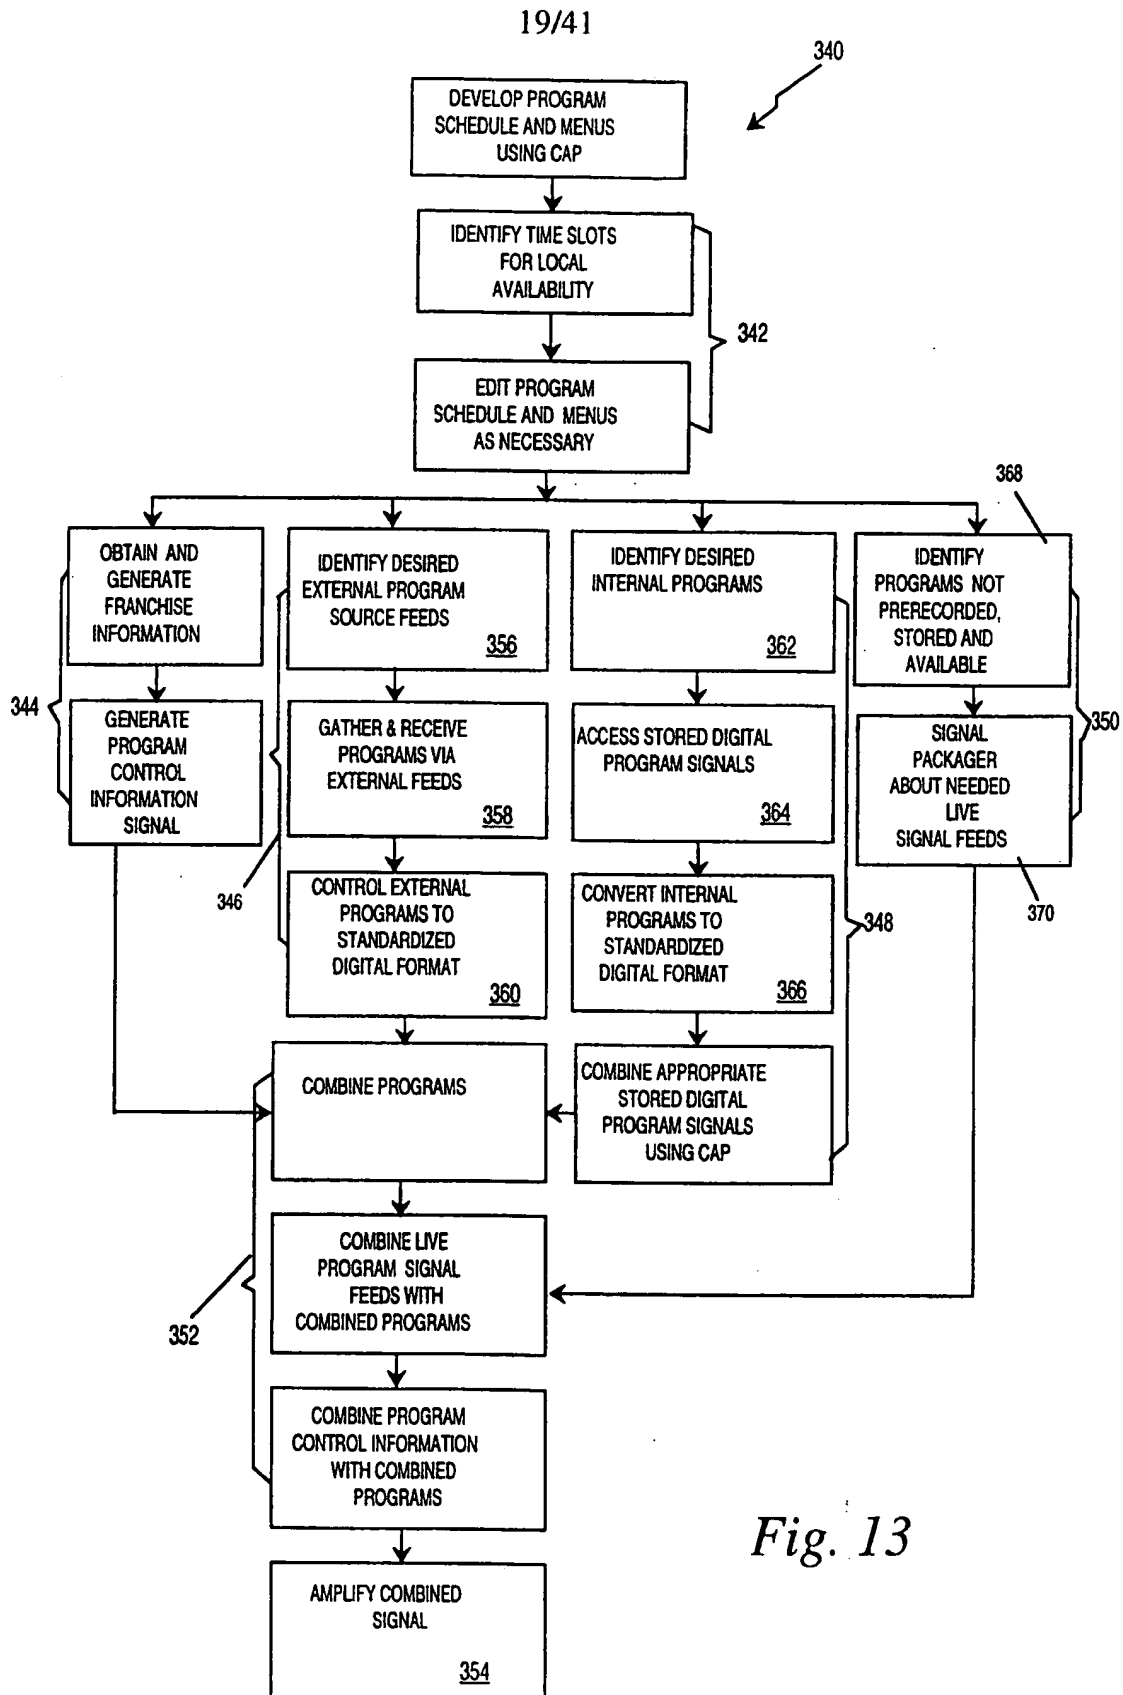 19/41
340
DEVELOP PROGRAM
SCHEDULE AND MENUS
USING CAP
IDENTIFY TIME SLOTS
FOR LOCAL
AVAILABILITY
342
EDIT PROGRAM
SCHEDULE AND MENUS
AS NECESSARY
368
OBTAIN AND
GENERATE
FRANCHISE
INFORMATION
IDENTIFY DESIRED
EXTERNAL PROGRAM
SOURCE FEEDS
356
IDENTIFY DESIRED
INTERNAL PROGRAMS
362
IDENTIFY
PROGRAMS NOT
PRERECORDED,
STORED AND
AVAILABLE
344
350
GENERATE
PROGRAM
CONTROL
INFORMATION
SIGNAL
GATHER & RECEIVE
PROGRAMS VIA
EXTERNAL FEEDS
358
ACCESS STORED DIGITAL
PROGRAM SIGNALS
364
SIGNAL
PACKAGER
ABOUT NEEDED
LIVE
SIGNAL FEEDS
346
370
CONTROL EXTERNAL
PROGRAMS TO
STANDARDIZED
DIGITAL FORMAT
360
CONVERT INTERNAL
PROGRAMS TO
STANDARDIZED
DIGITAL FORMAT
366
348
COMBINE PROGRAMS
COMBINE APPROPRIATE
STORED DIGITAL
PROGRAM SIGNALS
USING CAP
COMBINE LIVE
PROGRAM SIGNAL
FEEDS WITH
COMBINED PROGRAMS
352
COMBINE PROGRAM
CONTROL INFORMATION
WITH COMBINED
PROGRAMS
Fig. 13
AMPLIFY COMBINED
SIGNAL
354